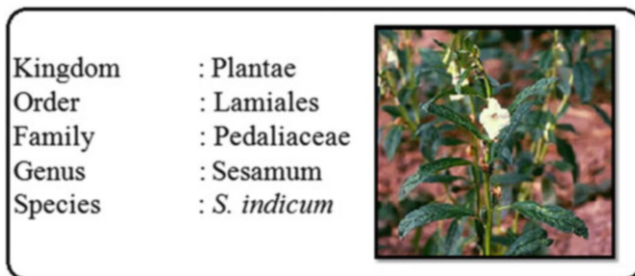 Kingdom : Plantae
Order : Lamiales
Family : Pedaliaceae
Genus : Sesamum
Species : S. indicum